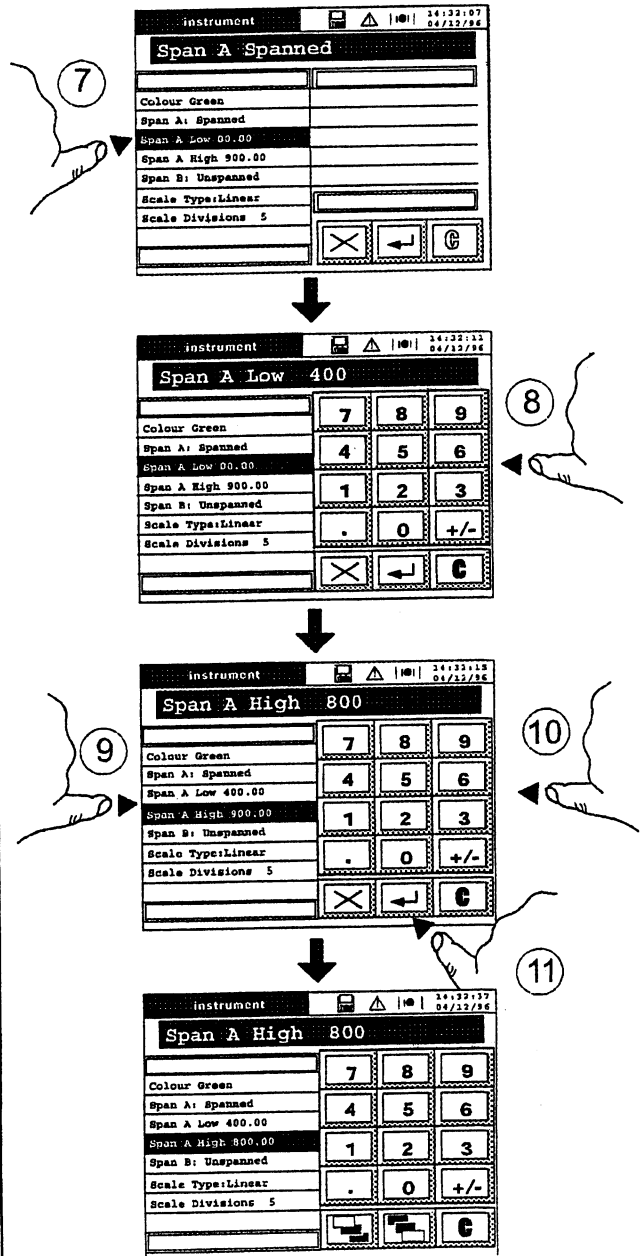 instrument 14:32:07
04/12/96
Span A Spanned
7
Colour Green
Span A: Spanned
Span A Low 00.00
Span A High 900.00
Span B: Unspanned
Scale Type:Linear
Scale Divisions 5
C
instrument 14:32:11
04/12/96
Span A Low 400
8
7 8 9
Colour Green
Span A: Spanned
4 5 6
Span A Low 00.00
Span A High 900.00
1 2 3
Span B: Unspanned
Scale Type:Linear
. 0 +/-
Scale Divisions 5
C
instrument 14:32:15
04/12/96
Span A High 800
9
10
7 8 9
Colour Green
Span A: Spanned
4 5 6
Span A Low 400.00
Span A High 900.00
1 2 3
Span B: Unspanned
Scale Type:Linear
. 0 +/-
Scale Divisions 5
C
11
instrument 14:32:37
04/12/96
Span A High 800
7 8 9
Colour Green
Span A: Spanned
4 5 6
Span A Low 400.00
Span A High 800.00
1 2 3
Span B: Unspanned
Scale Type:Linear
. 0 +/-
Scale Divisions 5
C